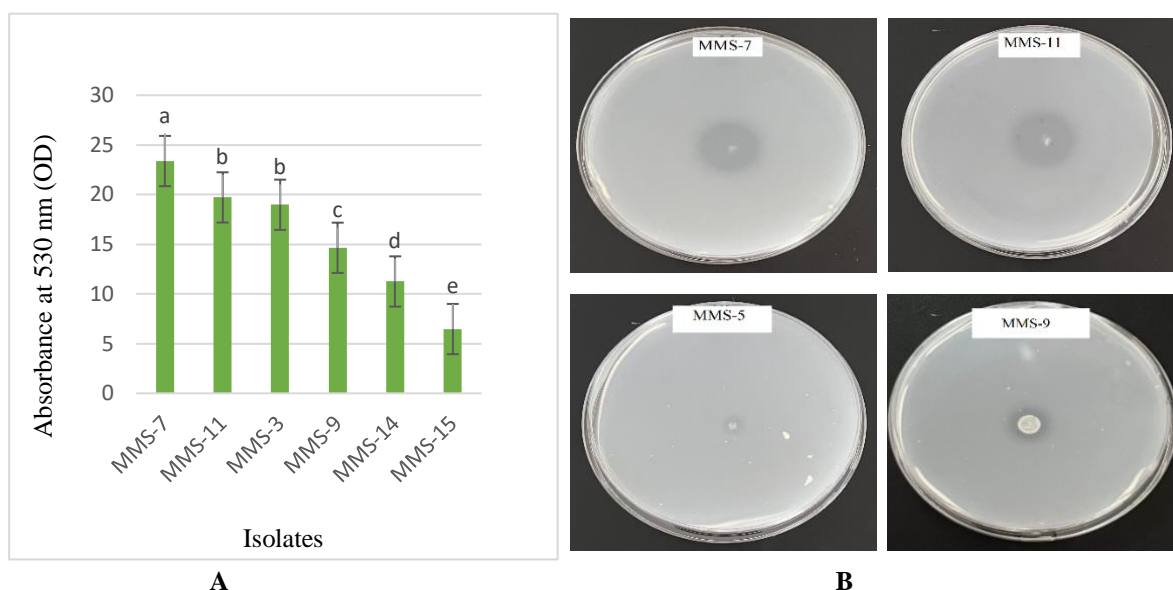 Absorbance at 530 nm (OD)
30
25
20
15
10
5
0
a
b
b
c
d
e
MMS-7
MMS-11
MMS-3
MMS-9
MMS-14
MMS-15
Isolates
A
MMS-7
MMS-11
MMS-5
MMS-9
B